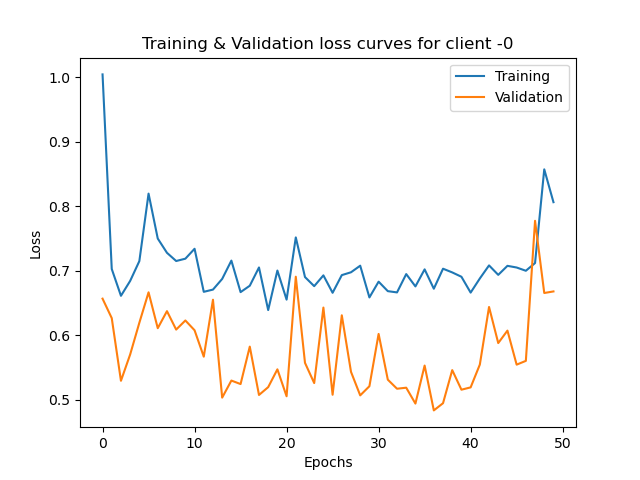 Training & Validation loss curves for client -0
Training
Validation
1.0
0.9
0.8
0.7
0.6
0.5
Loss
0
10
20
30
40
50
Epochs